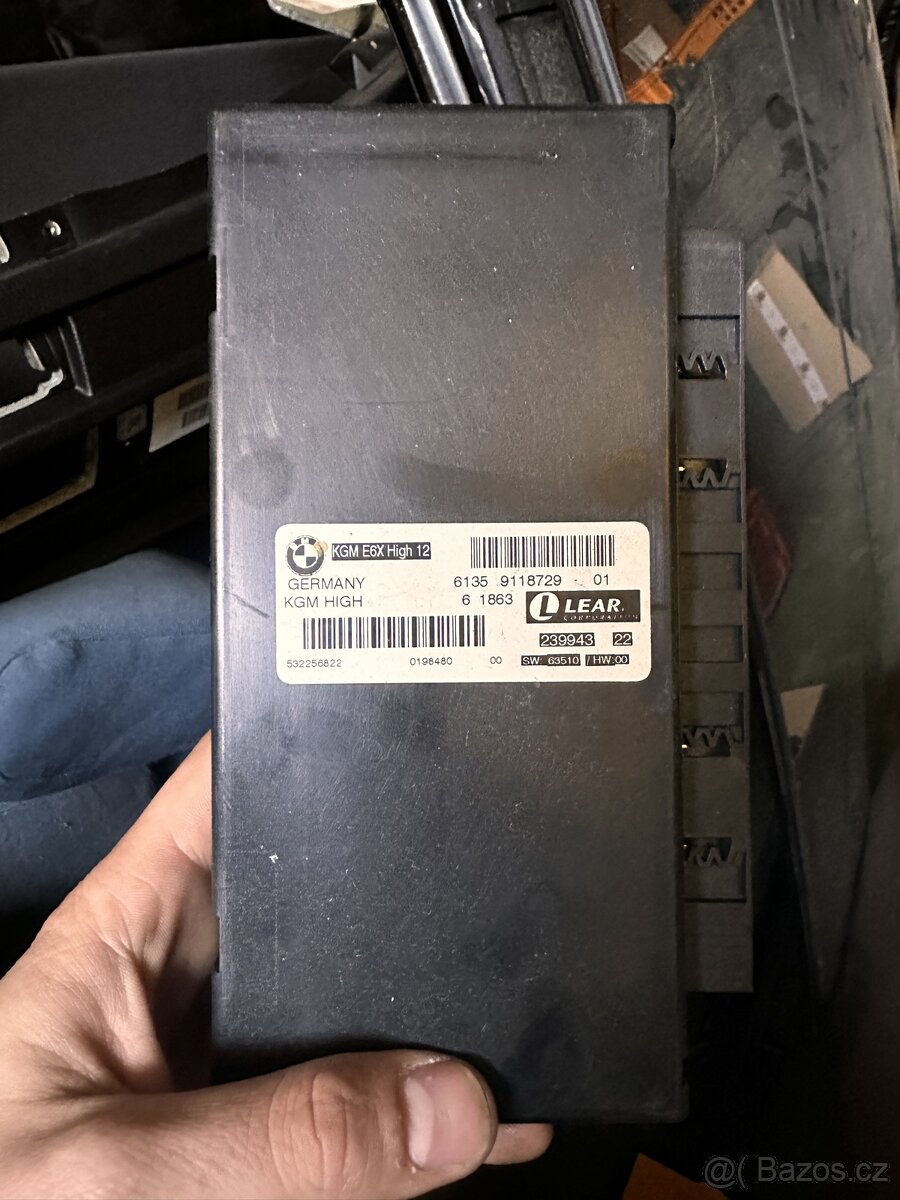 KGM E6X High 12
GERMANY
6135 9118729 - 01
KGM HIGH
6 1863
LEAR.
CORPORATION
239943 22
532256822 0198480 00 SW: 63510 / HW:00
@( Bazos.cz